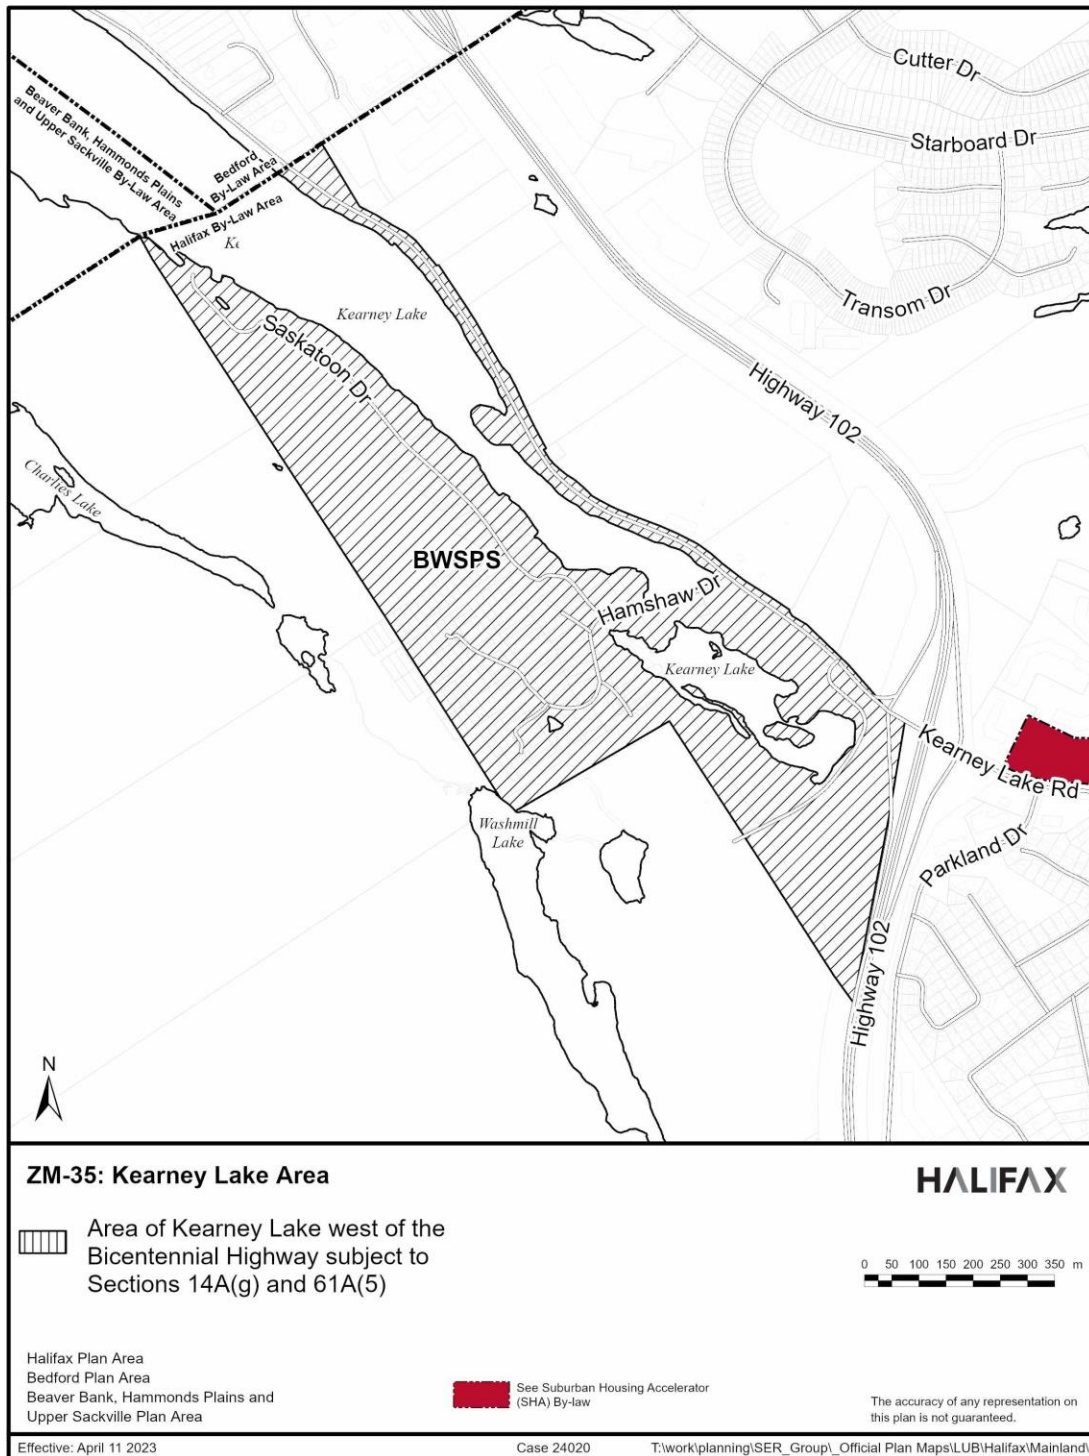 Cutter Dr
Starboard Dr
Beaver Bank, Hammonds Plains
and Upper Sackville By-Law Area
Bedford
By-Law Area
Halifax By-Law Area
Ke
Kearney Lake
Transom Dr
Saskatoon Dr
Highway 102
Charlies Lake
BWSPS
Hamshaw Dr
Kearney Lake
Kearney Lake Rd
Washmill
Lake
Parkland Dr
Highway 102
N
ZM-35: Kearney Lake Area
HALIFAX
Area of Kearney Lake west of the
Bicentennial Highway subject to
Sections 14A(g) and 61A(5)
0 50 100 150 200 250 300 350 m
Halifax Plan Area
Bedford Plan Area
Beaver Bank, Hammonds Plains and
Upper Sackville Plan Area
See Suburban Housing Accelerator
(SHA) By-law
The accuracy of any representation on
this plan is not guaranteed.
Effective: April 11 2023
Case 24020
T:\work\planning\SER_Group\_Official Plan Maps\LUB\Halifax\Mainland\